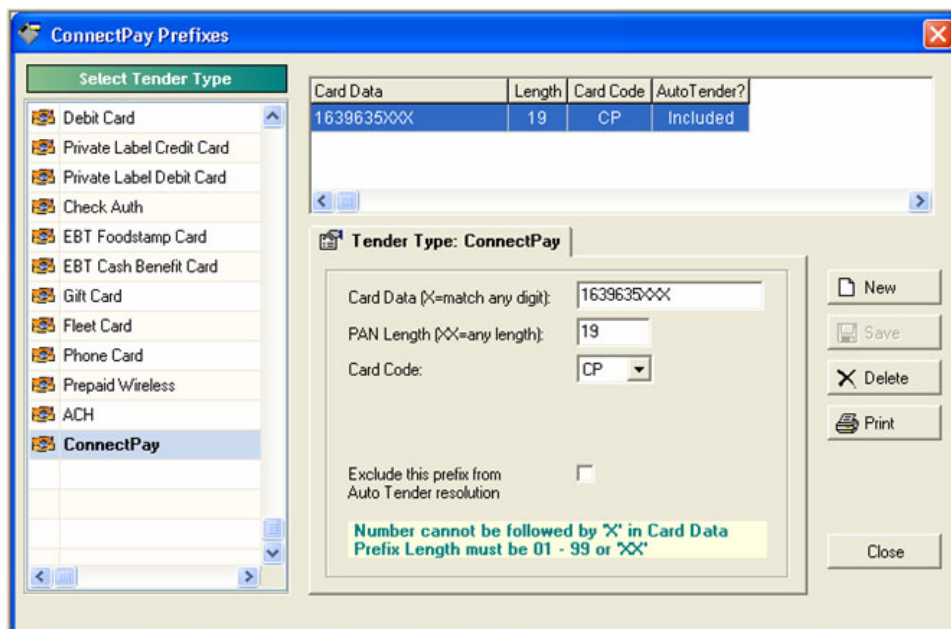 ConnectPay Prefixes
Select Tender Type
Debit Card
Private Label Credit Card
Private Label Debit Card
Check Auth
EBT Foodstamp Card
EBT Cash Benefit Card
Gift Card
Fleet Card
Phone Card
Prepaid Wireless
ACH
ConnectPay
Card Data Length Card Code AutoTender?
1639635XXX 19 CP Included
Tender Type: ConnectPay
Card Data (X=match any digit): 1639635XXX
PAN Length (XX=any length): 19
Card Code: CP
Exclude this prefix from
Auto Tender resolution
Number cannot be followed by 'X' in Card Data
Prefix Length must be 01 - 99 or 'XX'
New
Save
Delete
Print
Close